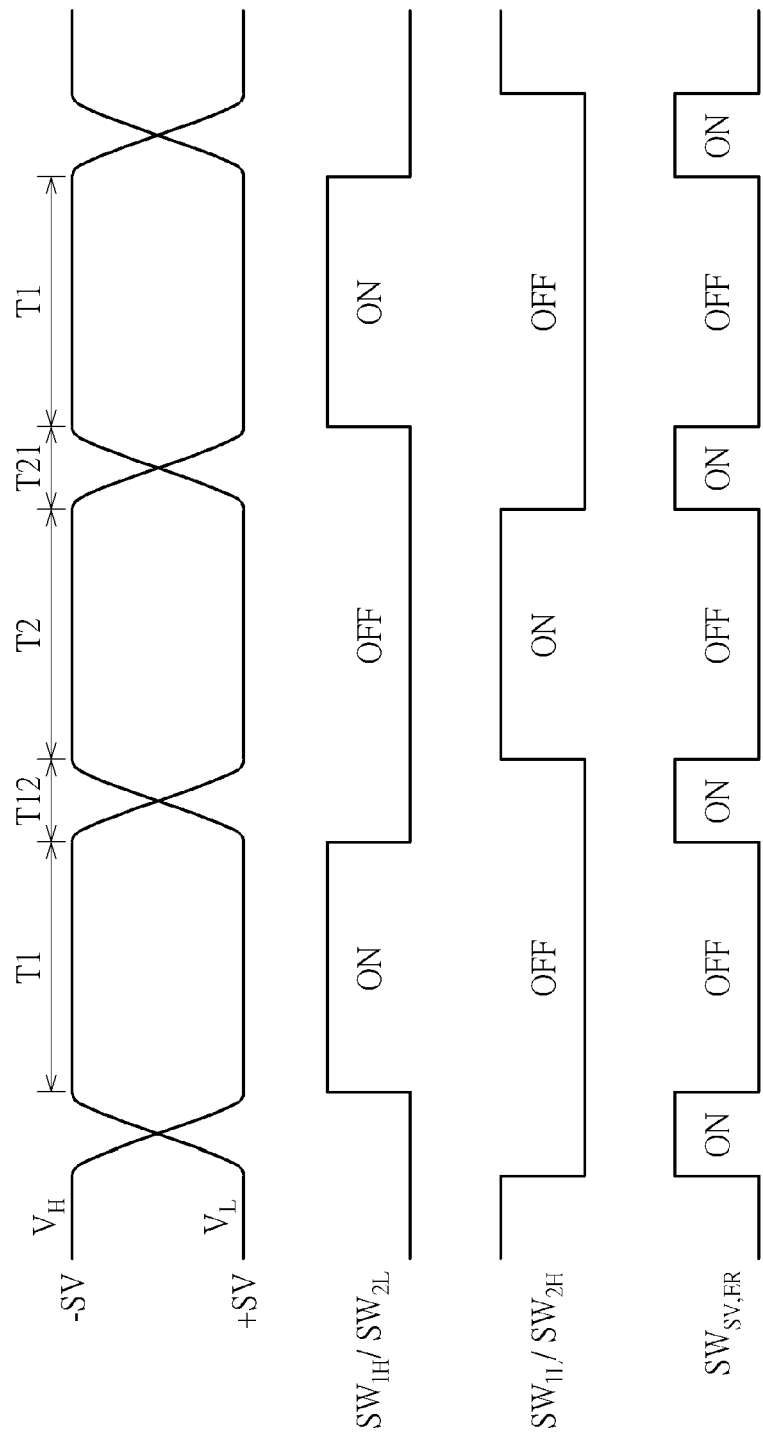 T1 T12 T2 T21 T1
-SV V_H
+SV V_L
SW_1H/ SW_2L ON OFF ON
SW_1L/ SW_2H OFF ON OFF
SW_SV,ER ON OFF ON OFF ON OFF ON